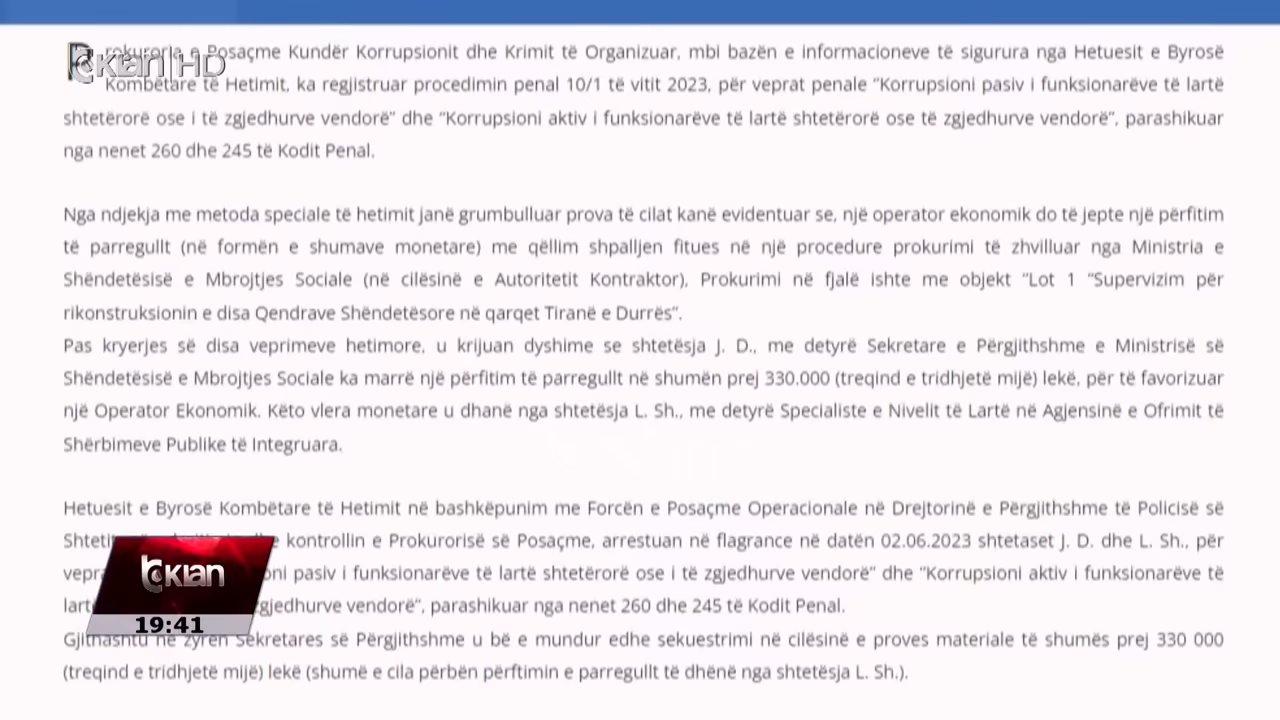 Posaçme Kundër Korrupsionit dhe Krimit të Organizuar, mbi bazën e informacioneve të sigurura nga Hetuesit e Byrosë
Kombëtare të Hetimit, ka regjistruar procedimin penal 10/1 të vitit 2023, për veprat penale “Korrupsioni pasiv i funksionarëve të lartë
shtetërorë ose i të zgjedhurve vendorë” dhe “Korrupsioni aktiv i funksionarëve të lartë shtetërorë ose të zgjedhurve vendorë”, parashikuar
nga nenet 260 dhe 245 të Kodit Penal.
Nga ndjekja me metoda speciale të hetimit janë grumbulluar prova të cilat kanë evidentuar se, një operator ekonomik do të jepte një përfitim
të parregullt (në formën e shumave monetare) me qëllim shpalljen fitues në një procedure prokurimi të zhvilluar nga Ministria e
Shëndetësisë e Mbrojtjes Sociale (në cilësinë e Autoritetit Kontraktor), Prokurimi në fjalë ishte me objekt “Lot 1 “Supervizim për
rikonstruksionin e disa Qendrave Shëndetësore në qarqet Tiranë e Durrës”.
Pas kryerjes së disa veprimeve hetimore, u krijuan dyshime se shtetësja J. D., me detyrë Sekretare e Përgjithshme e Ministrisë së
Shëndetësisë e Mbrojtjes Sociale ka marrë një përfitim të parregullt në shumën prej 330.000 (treqind e tridhjetë mijë) lekë, për të favorizuar
një Operator Ekonomik. Këto vlera monetare u dhanë nga shtetësja L. Sh., me detyrë Specialiste e Nivelit të Lartë në Agjensinë e Ofrimit të
Shërbimeve Publike të Integruara.
Hetuesit e Byrosë Kombëtare të Hetimit në bashkëpunim me Forcën e Posaçme Operacionale në Drejtorinë e Përgjithshme të Policisë së
kontrollin e Prokurorisë së Posaçme, arrestuan në flagrance në datën 02.06.2023 shtetaset J. D. dhe L. Sh., për
pasiv i funksionarëve të lartë shtetërorë ose i të zgjedhurve vendorë” dhe “Korrupsioni aktiv i funksionarëve të
vendorë”, parashikuar nga nenet 260 dhe 245 të Kodit Penal.
Gjithashtu në zyrën Sekretares së Përgjithshme u bë e mundur edhe sekuestrimi në cilësinë e proves materiale të shumës prej 330 000
(treqind e tridhjetë mijë) lekë (shumë e cila përbën përftimin e parregullt të dhënë nga shtetësja L. Sh.).
KLAN HD
KLAN
19:41